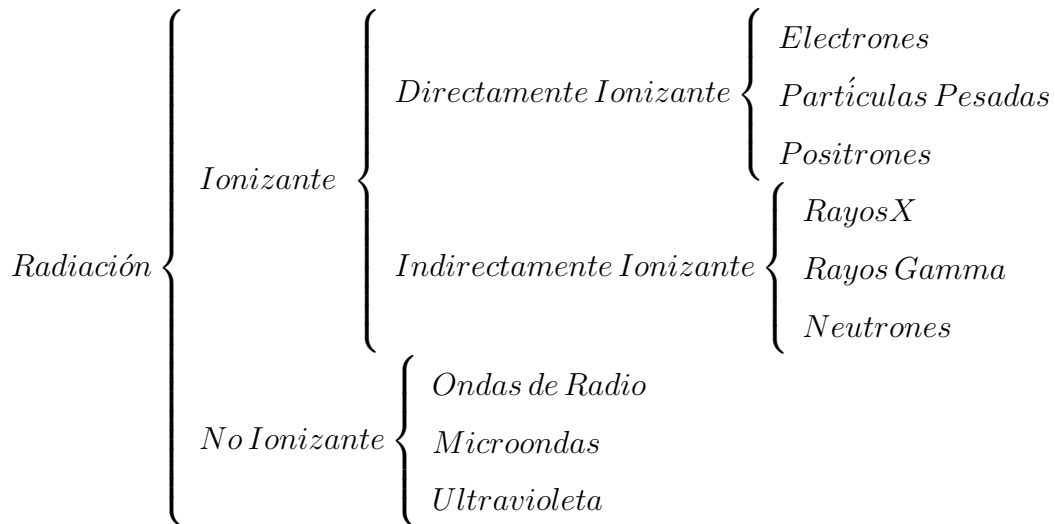 Radiación
Ionizante
Directamente Ionizante
Electrones
Partículas Pesadas
Positrones
Indirectamente Ionizante
RayosX
Rayos Gamma
Neutrones
No Ionizante
Ondas de Radio
Microondas
Ultravioleta